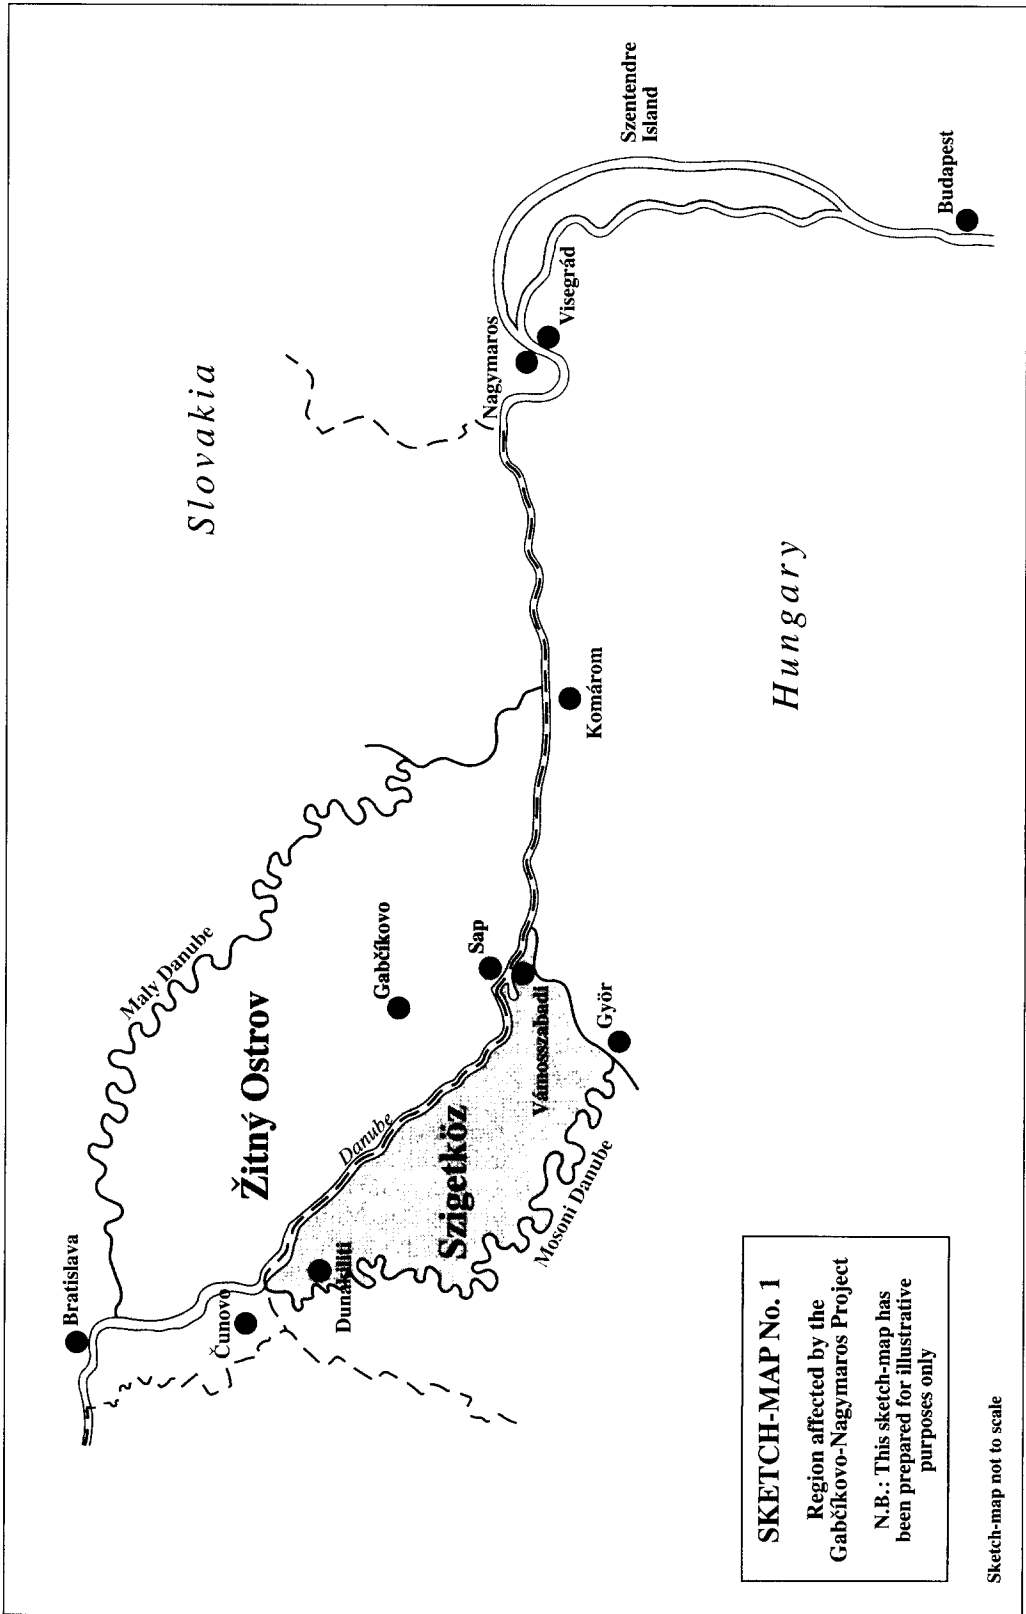 Bratislava
Čunovo
Dunakiliti
Maly Danube
Žitný Ostrov
Danube
Szigetköz
Mosoni Danube
Gabčíkovo
Sap
Vámosszabadi
Györ
Slovakia
Komárom
Hungary
Nagymaros
Visegrád
Szentendre
Island
Budapest
SKETCH-MAP No. 1
Region affected by the
Gabčíkovo-Nagymaros Project
N.B.: This sketch-map has
been prepared for illustrative
purposes only
Sketch-map not to scale